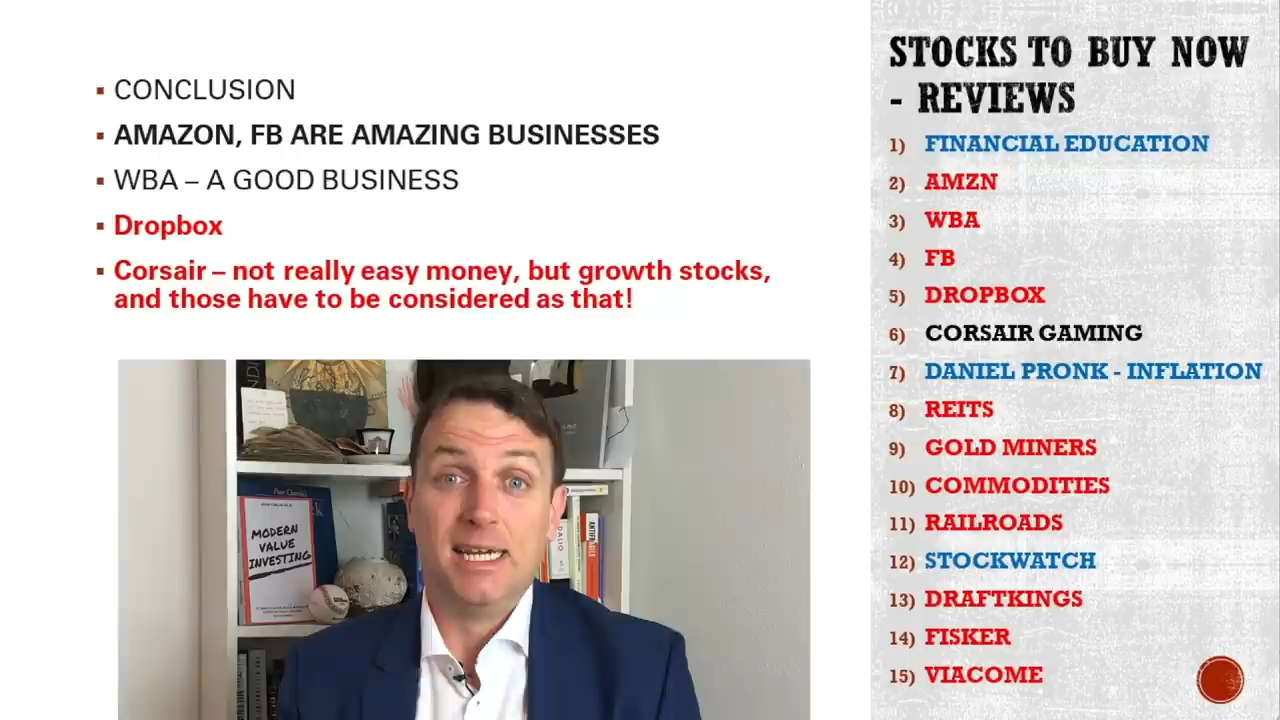 CONCLUSION
AMAZON, FB ARE AMAZING BUSINESSES
WBA – A GOOD BUSINESS
Dropbox
Corsair – not really easy money, but growth stocks,
and those have to be considered as that!
STOCKS TO BUY NOW
- REVIEWS
1) FINANCIAL EDUCATION
2) AMZN
3) WBA
4) FB
5) DROPBOX
6) CORSAIR GAMING
7) DANIEL PRONK - INFLATION
8) REITS
9) GOLD MINERS
10) COMMODITIES
11) RAILROADS
12) STOCKWATCH
13) DRAFTKINGS
14) FISKER
15) VIACOME
MODERN
VALUE
INVESTING
DALIO
ANTIFRAGILE